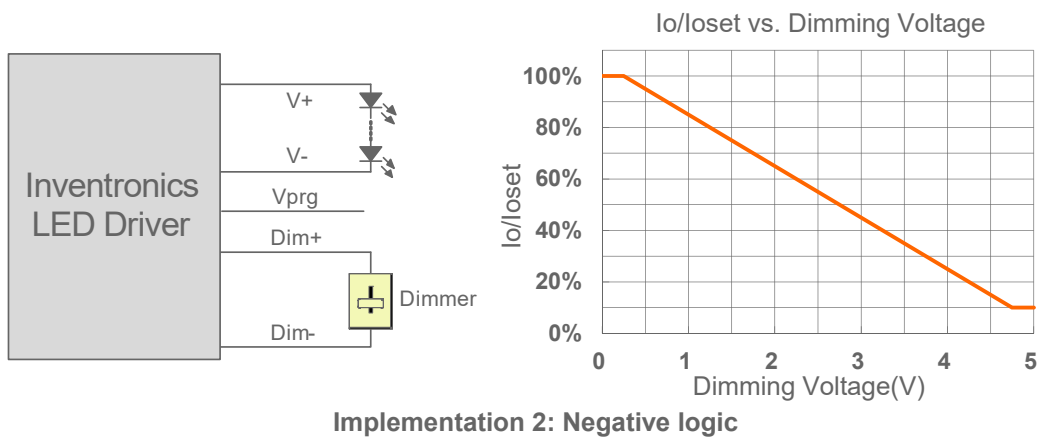 Inventronics
LED Driver
V+
V-
Vprg
Dim+
Dimmer
Dim-
Io/Ioset vs. Dimming Voltage
Io/Ioset
100%
80%
60%
40%
20%
0%
0 1 2 3 4 5
Dimming Voltage(V)
Implementation 2: Negative logic